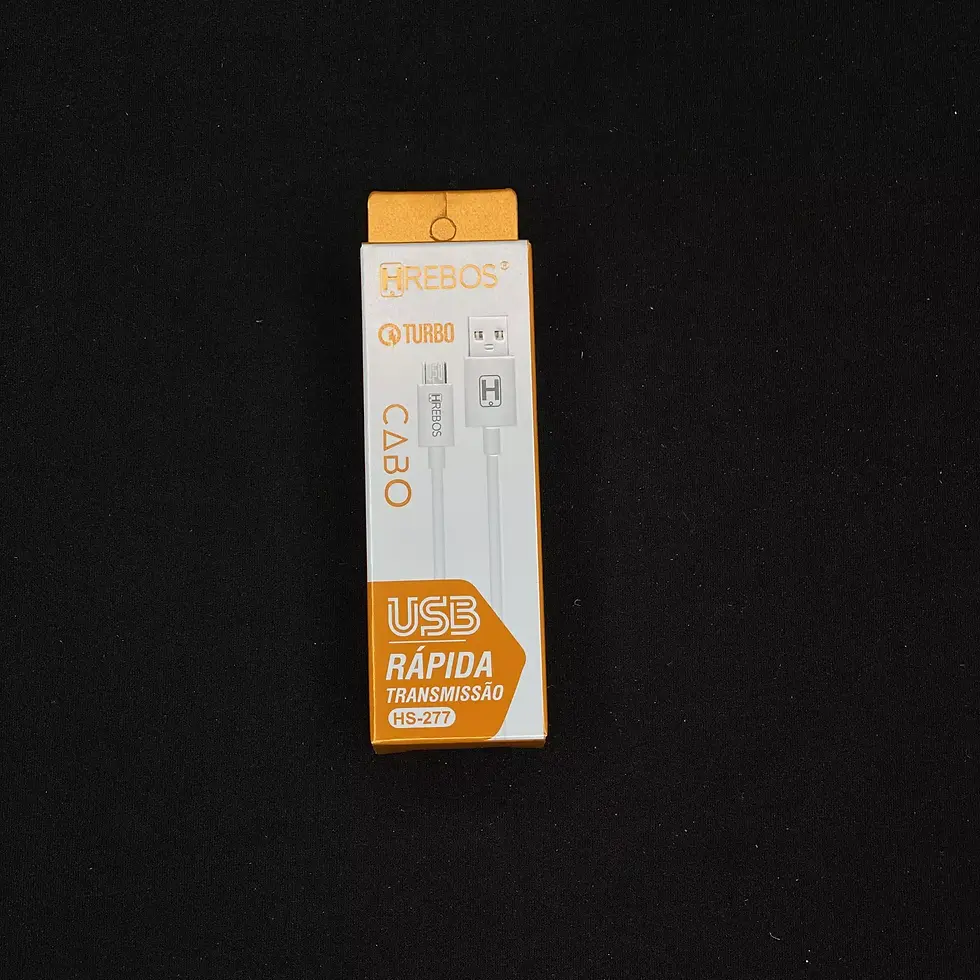 HREBOS®
TURBO
HREBOS
H
CABO
USB
RÁPIDA
TRANSMISSÃO
HS-277